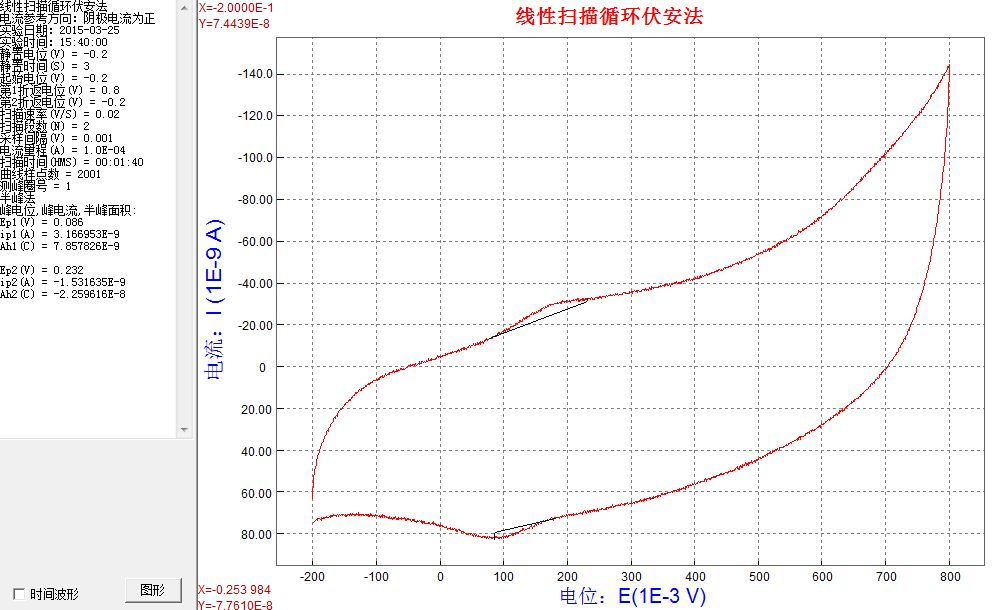 线性扫描循环伏安法
电流参考方向：阴极电流为正
实验日期：2015-03-25
实验时间：15:40:00
静置电位(V) = -0.2
静置时间(S) = 3
起始电位(V) = -0.2
第1折返电位(V) = 0.8
第2折返电位(V) = -0.2
扫描速率(V/S) = 0.02
扫描段数(N) = 2
采样间隔(V) = 0.001
电流量程(A) = 1.0E-04
扫描时间(HMS) = 00:01:40
曲线样点数 = 2001
测峰圈号 = 1
半峰法
峰电位,峰电流,半峰面积:
Ep1(V) = 0.086
ip1(A) = 3.166953E-9
Ah1(C) = 7.857826E-9
Ep2(V) = 0.232
ip2(A) = -1.531635E-9
Ah2(C) = -2.259616E-8
时间波形
图形
X=-2.0000E-1
Y=7.4439E-8
线性扫描循环伏安法
-140.0
-120.0
-100.0
-80.00
-60.00
-40.00
-20.00
0
20.00
40.00
60.00
80.00
电流：I (1E-9 A)
-200
-100
0
100
200
300
400
500
600
700
800
电位：E(1E-3 V)
X=-0.253 984
Y=-7.7610E-8